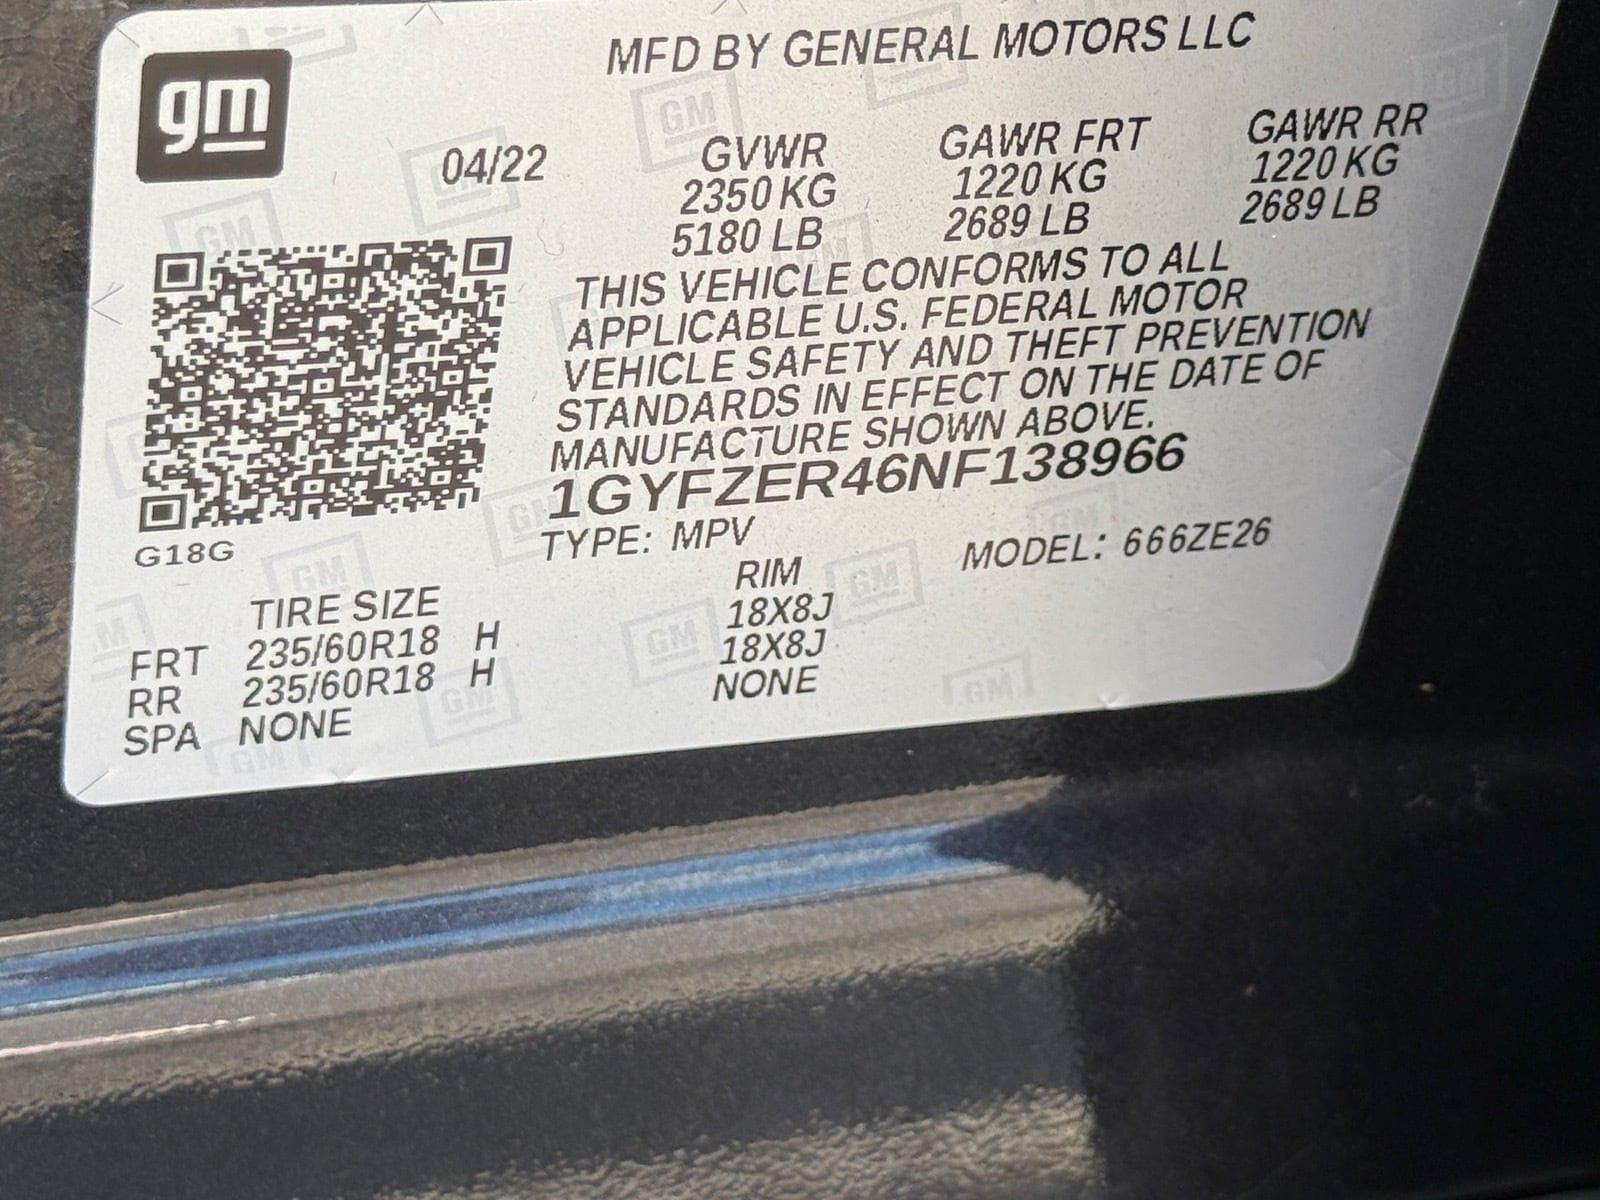 gm
MFD BY GENERAL MOTORS LLC
04/22
GVWR GAWR FRT GAWR RR
2350 KG 1220 KG 1220 KG
5180 LB 2689 LB 2689 LB
THIS VEHICLE CONFORMS TO ALL
APPLICABLE U.S. FEDERAL MOTOR
VEHICLE SAFETY AND THEFT PREVENTION
STANDARDS IN EFFECT ON THE DATE OF
MANUFACTURE SHOWN ABOVE.
1GYFZER46NF138966
TYPE: MPV MODEL: 666ZE26
G18G
TIRE SIZE RIM
FRT 235/60R18 H 18X8J
RR 235/60R18 H 18X8J
SPA NONE NONE